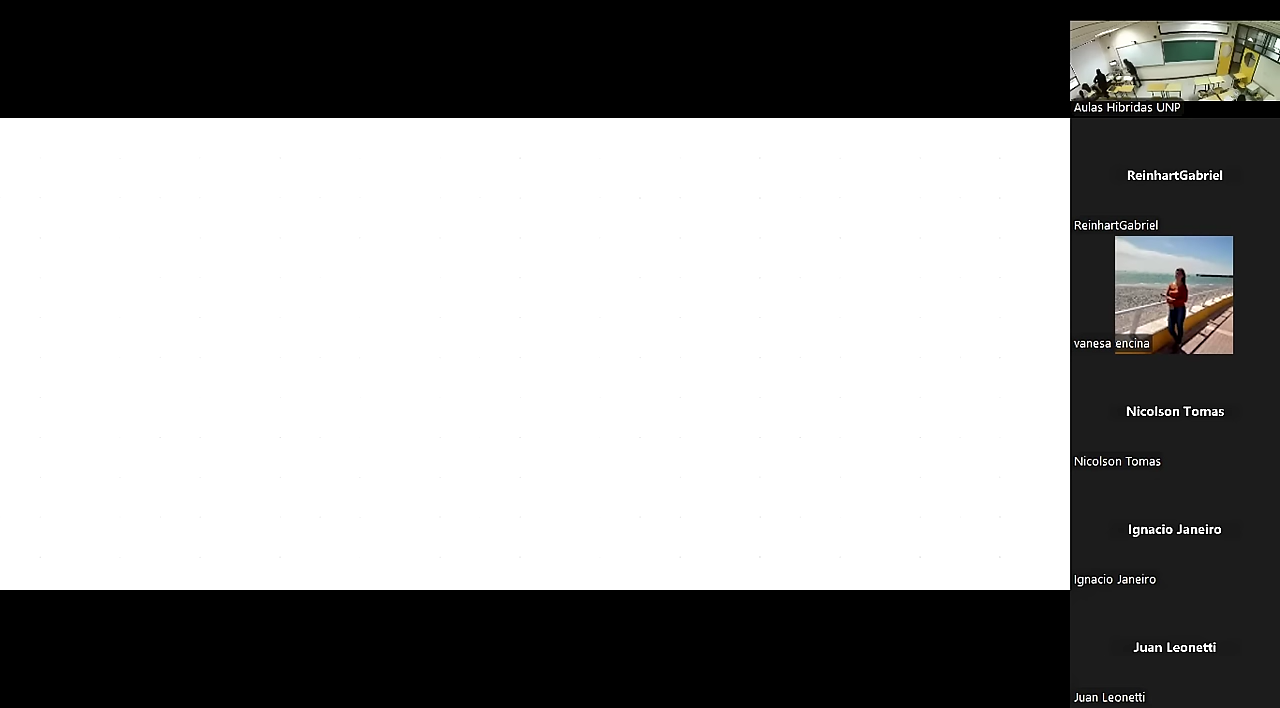 Aulas Hibridas UNP
ReinhartGabriel
ReinhartGabriel
vanesa encina
Nicolson Tomas
Nicolson Tomas
Ignacio Janeiro
Ignacio Janeiro
Juan Leonetti
Juan Leonetti